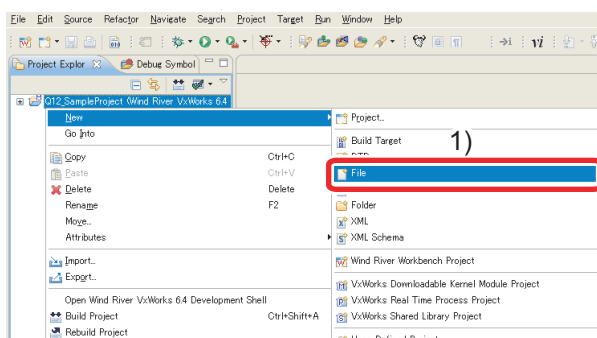 File Edit Source Refactor Navigate Search Project Target Run Window Help
Project Explor Debug Symbol
Q12_SampleProject (Wind River VxWorks 6.4
New
Project..
Go Into
Build Target
1)
Copy Ctrl+C
File
Paste Ctrl+V
Delete Delete
Rename F2
Folder
Move..
XML
Attributes
XML Schema
Import..
Wind River Workbench Project
Export..
VxWorks Downloadable Kernel Module Project
Open Wind River VxWorks 6.4 Development Shell
VxWorks Real Time Process Project
Build Project Ctrl+Shift+A
VxWorks Shared Library Project
Rebuild Project